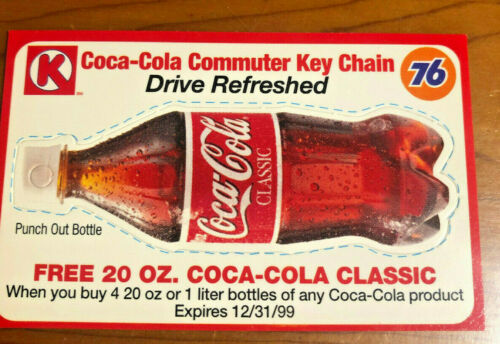 K
Coca-Cola Commuter Key Chain
76
Drive Refreshed
Coca-Cola
CLASSIC
Punch Out Bottle
FREE 20 OZ. COCA-COLA CLASSIC
When you buy 4 20 oz or 1 liter bottles of any Coca-Cola product
Expires 12/31/99